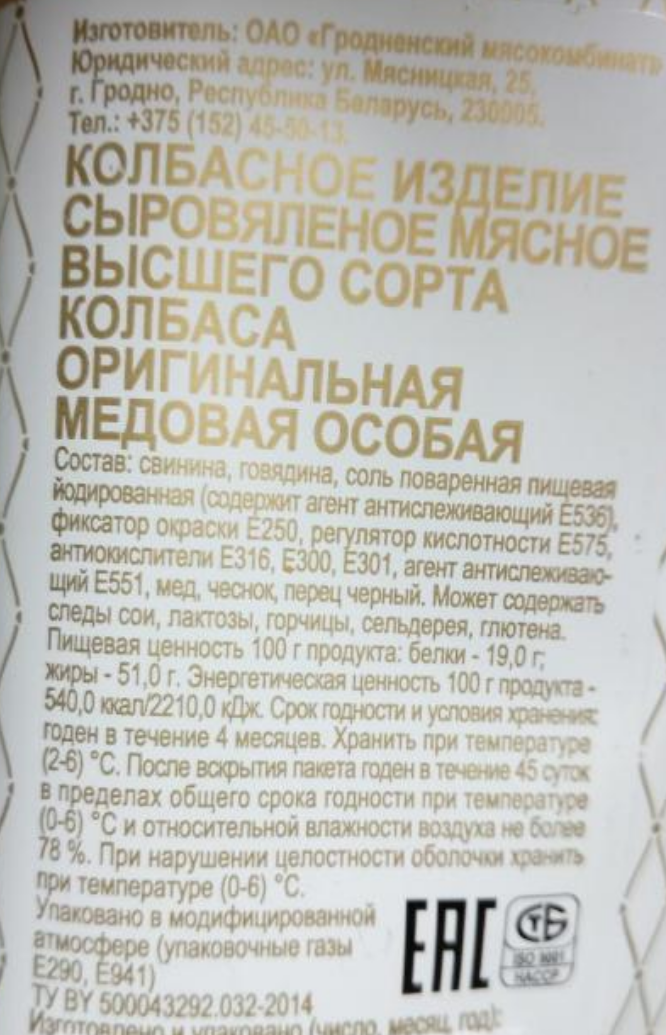 Изготовитель: ОАО «Гродненский мясокомбинат»
Юридический адрес: ул. Мясницкая, 25,
г. Гродно, Республика Беларусь, 230005.
Тел.: +375 (152) 45-50-13.
КОЛБАСНОЕ ИЗДЕЛИЕ
СЫРОВЯЛЕНОЕ МЯСНОЕ
ВЫСШЕГО СОРТА
КОЛБАСА
ОРИГИНАЛЬНАЯ
МЕДОВАЯ ОСОБАЯ
Состав: свинина, говядина, соль поваренная пищевая
йодированная (содержит агент антислеживающий Е536),
фиксатор окраски Е250, регулятор кислотности Е575,
антиокислители Е316, Е300, Е301, агент антислеживаю-
щий Е551, мед, чеснок, перец черный. Может содержать
следы сои, лактозы, горчицы, сельдерея, глютена.
Пищевая ценность 100 г продукта: белки - 19,0 г;
жиры - 51,0 г. Энергетическая ценность 100 г продукта -
540,0 ккал/2210,0 кДж. Срок годности и условия хранения:
годен в течение 4 месяцев. Хранить при температуре
(2-6) °С. После вскрытия пакета годен в течение 45 суток
в пределах общего срока годности при температуре
(0-6) °С и относительной влажности воздуха не более
78 %. При нарушении целостности оболочки хранить
при температуре (0-6) °С.
Упаковано в модифицированной
атмосфере (упаковочные газы
Е290, Е941)
ТУ BY 500043292.032-2014
Изготовлено и упаковано (число, месяц, год):
ЕАС
СТБ
ISO 9001
НАССР